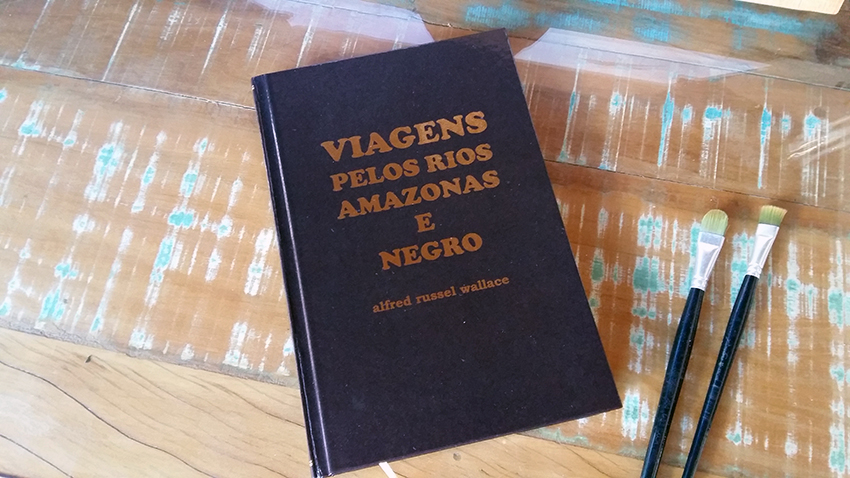 VIAGENS
PELOS RIOS
AMAZONAS
E
NEGRO
alfred russel wallace